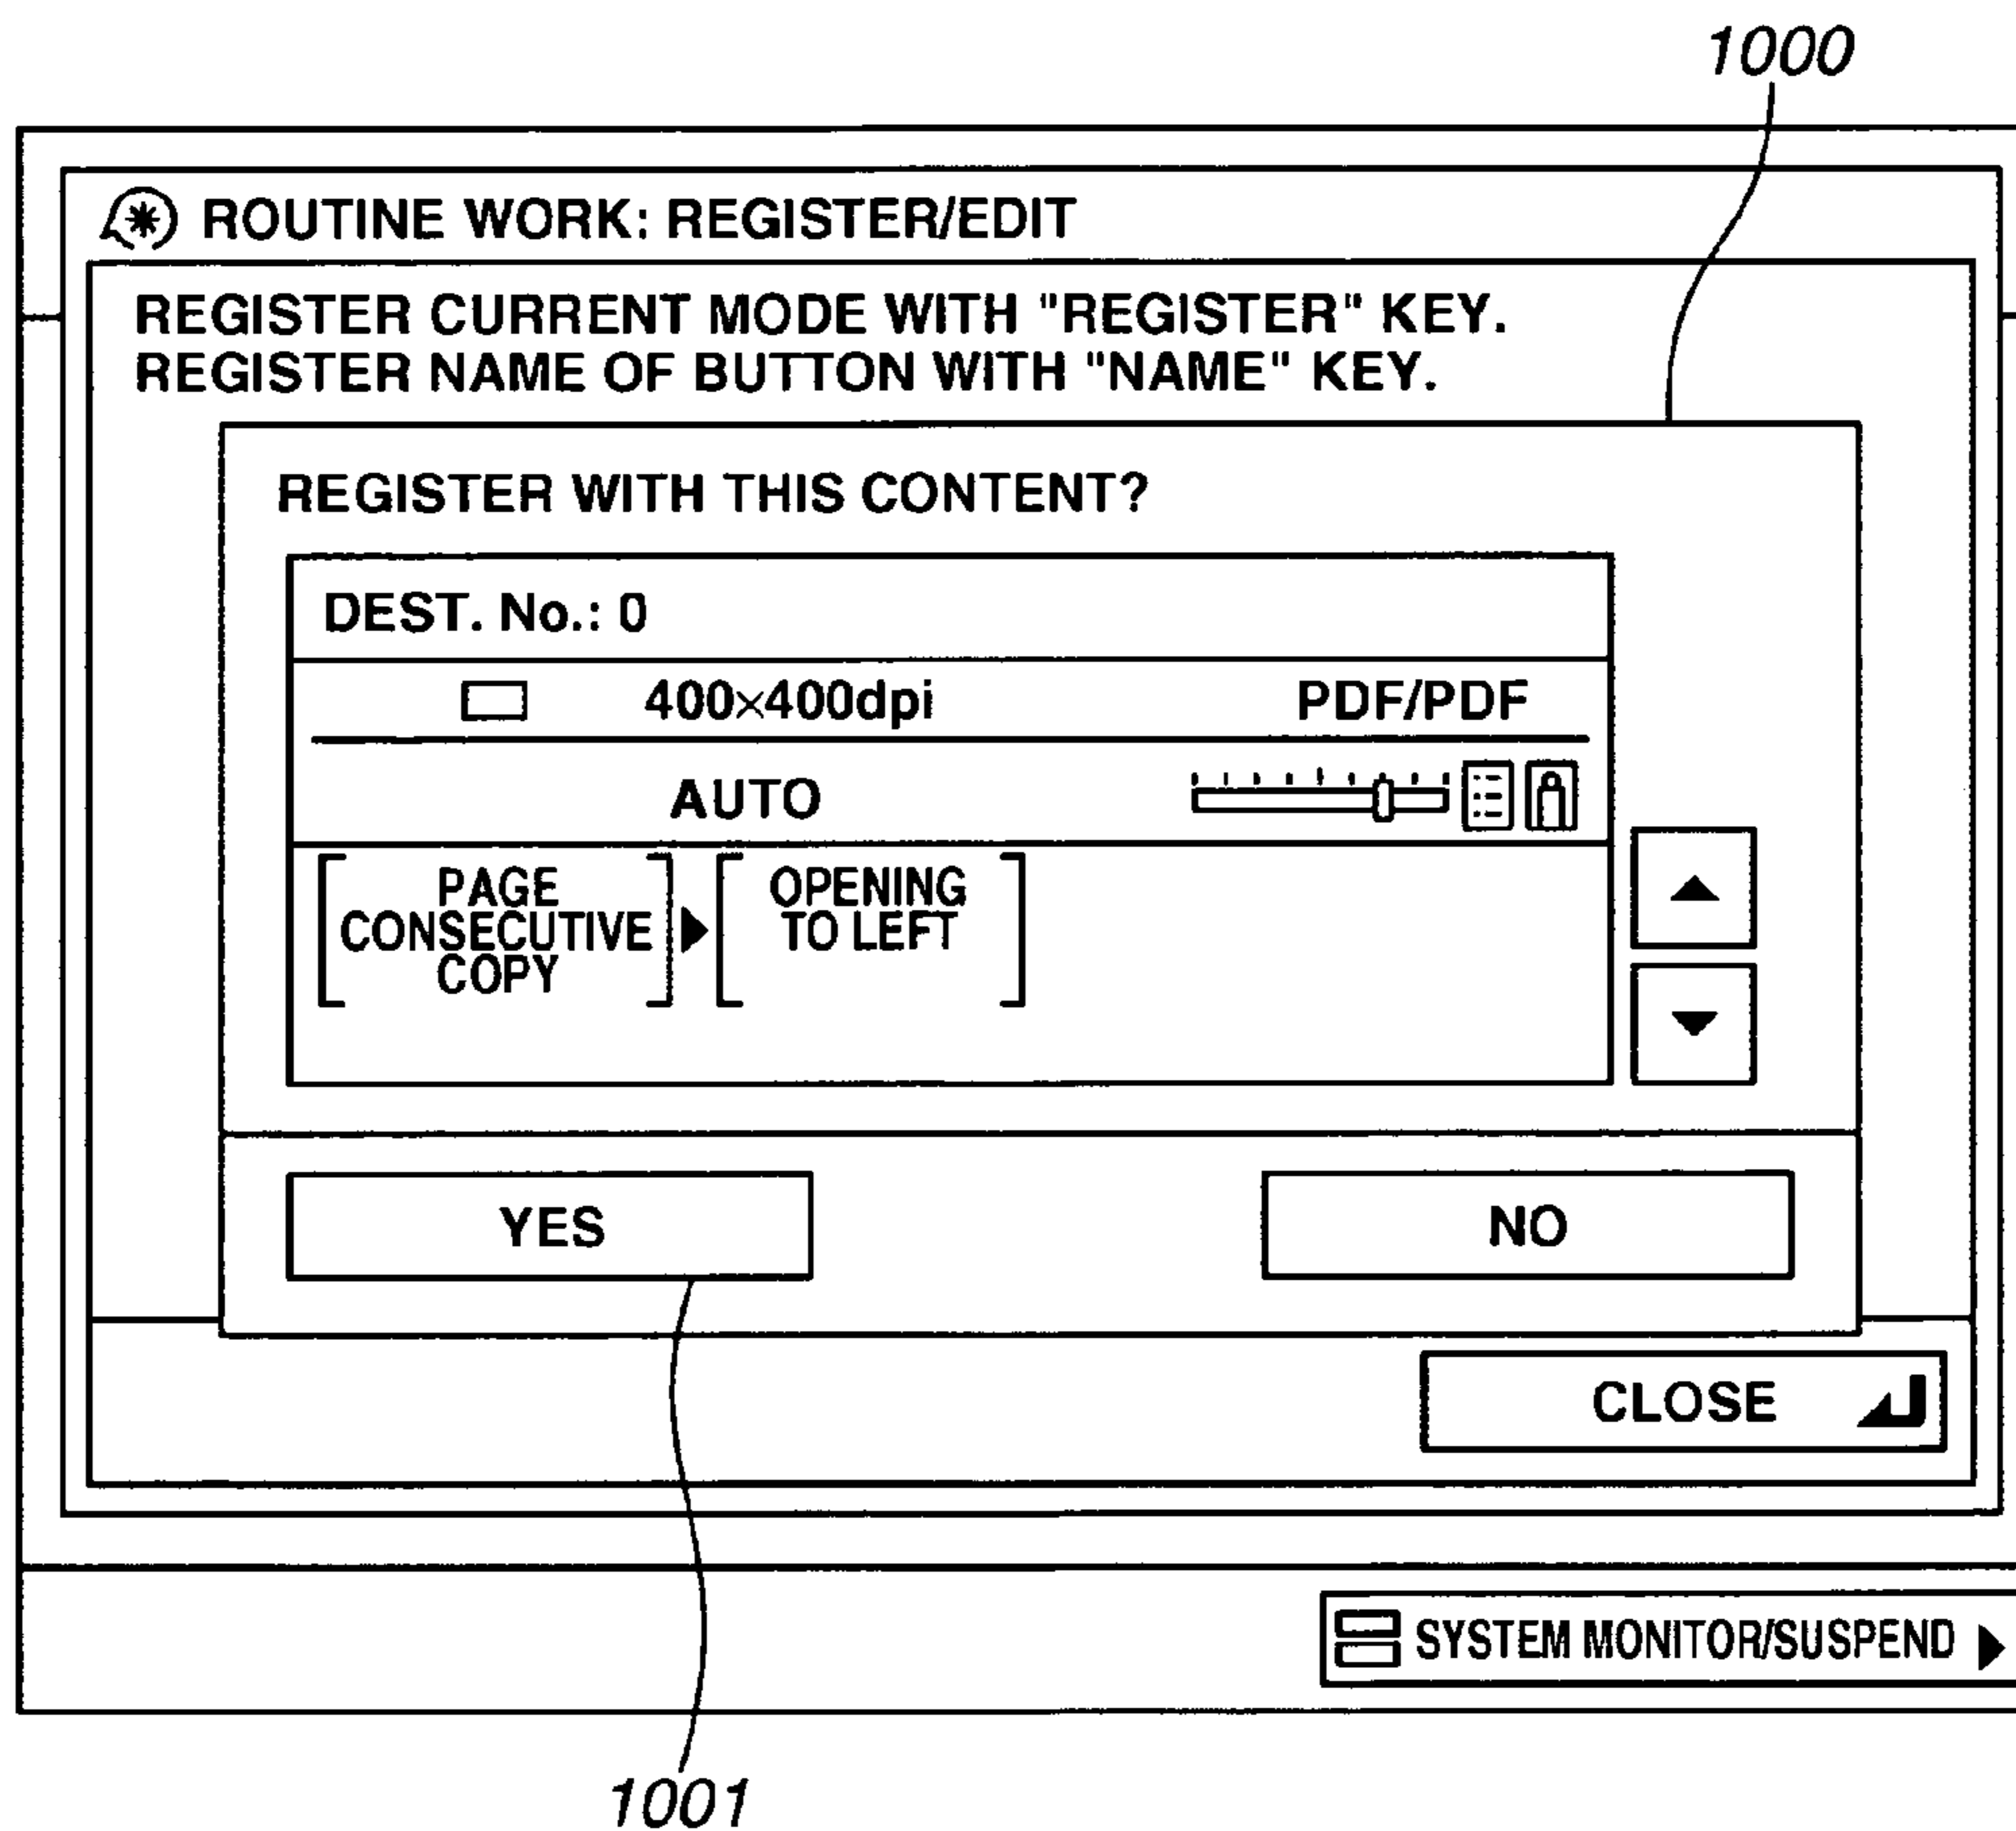 1000
ROUTINE WORK: REGISTER/EDIT
REGISTER CURRENT MODE WITH "REGISTER" KEY.
REGISTER NAME OF BUTTON WITH "NAME" KEY.
REGISTER WITH THIS CONTENT?
DEST. No.: 0
400×400dpi PDF/PDF
AUTO
PAGE
CONSECUTIVE
COPY
OPENING
TO LEFT
YES NO
CLOSE
SYSTEM MONITOR/SUSPEND
1001